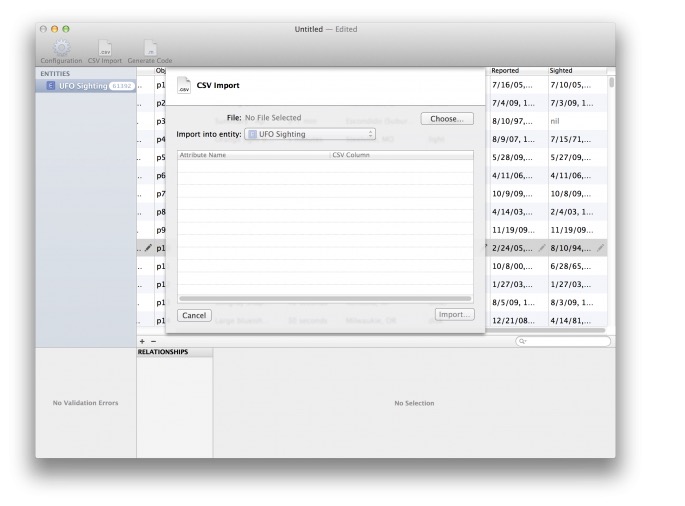 Untitled — Edited
Configuration CSV Import Generate Code
ENTITIES
UFO Sighting 61392
Obj
Reported Sighted
.CSV
CSV Import
File: No File Selected Choose...
Import into entity: E UFO Sighting
Attribute Name CSV Column
p1 7/16/05,... 7/10/05,...
p2 7/4/09, 1... 7/3/09, 1...
p3 8/10/97,... nil
p4 8/9/07, 1... 7/15/71,...
p5 5/28/09,... 5/27/09,...
p6 4/11/06,... 4/11/06,...
p7 10/9/09,... 10/8/09,...
p8 4/14/03,... 2/4/03, 1...
p9 11/19/09... 11/19/09...
p1 2/24/05,... 8/10/94,...
p1 10/8/00,... 6/28/65,...
p1 1/27/03,... 1/27/03,...
p1 8/5/09, 1... 8/3/09, 1...
p1 12/21/08... 4/14/81,...
Cancel Import...
+ −
RELATIONSHIPS
No Validation Errors
No Selection